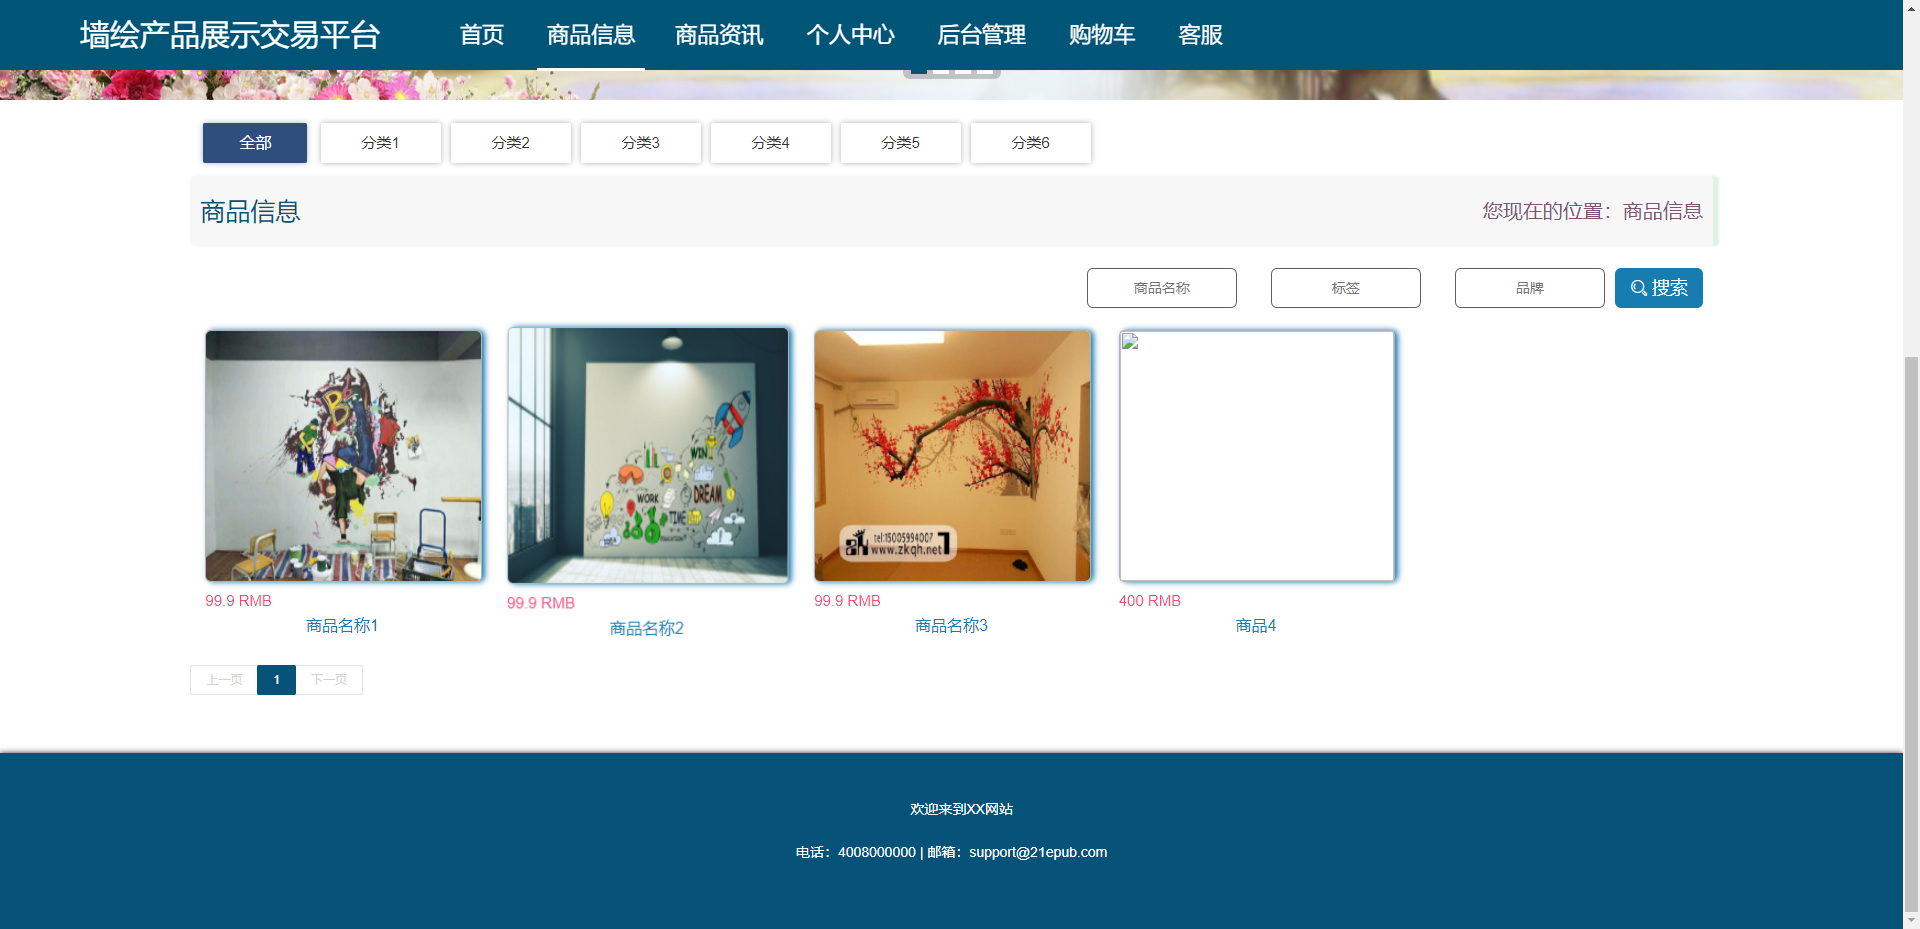 墙绘产品展示交易平台 首页 商品信息 商品资讯 个人中心 后台管理 购物车 客服
全部 分类1 分类2 分类3 分类4 分类5 分类6
商品信息 您现在的位置：商品信息
商品名称 标签 品牌 搜索
WIN
WORK DREAM
TIME
tel:15005994007
www.zkqh.net
99.9 RMB 99.9 RMB 99.9 RMB 400 RMB
商品名称1 商品名称2 商品名称3 商品4
上一页 1 下一页
欢迎来到XX网站
电话：4008000000 | 邮箱：support@21epub.com